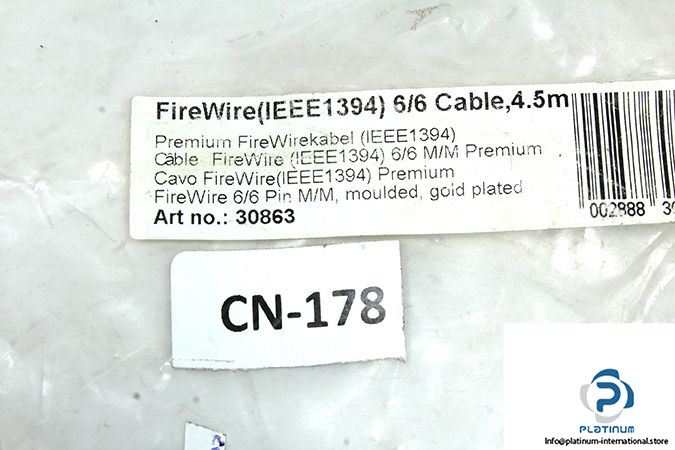 FireWire(IEEE1394) 6/6 Cable,4.5m
Premium FireWirekabel (IEEE1394)
Câble FireWire (IEEE1394) 6/6 M/M Premium
Cavo FireWire(IEEE1394) Premium
FireWire 6/6 Pin M/M, moulded, gold plated
Art no.: 30863
002888
CN-178
PLATINUM
Info@platinum-international.store